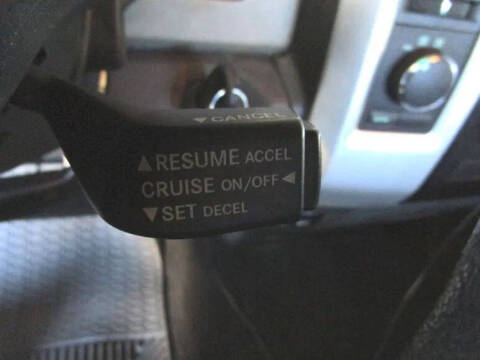 ▼CANCEL
▲RESUME ACCEL
CRUISE ON/OFF◄
▼SET DECEL